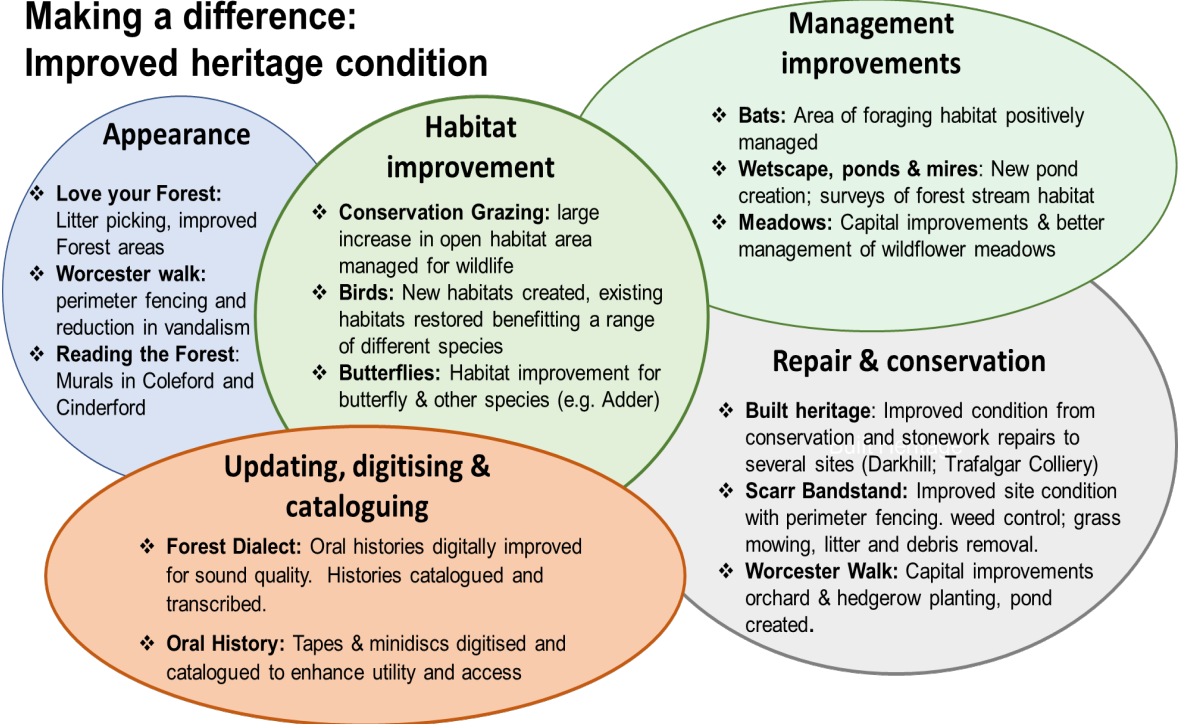 Making a difference:
Improved heritage condition
Appearance
❖ Love your Forest:
Litter picking, improved
Forest areas
❖ Worcester walk:
perimeter fencing and
reduction in vandalism
❖ Reading the Forest:
Murals in Coleford and
Cinderford
Habitat
improvement
❖ Conservation Grazing: large
increase in open habitat area
managed for wildlife
❖ Birds: New habitats created, existing
habitats restored benefitting a range
of different species
❖ Butterflies: Habitat improvement for
butterfly & other species (e.g. Adder)
Management
improvements
❖ Bats: Area of foraging habitat positively
managed
❖ Wetscape, ponds & mires: New pond
creation; surveys of forest stream habitat
❖ Meadows: Capital improvements & better
management of wildflower meadows
Repair & conservation
❖ Built heritage: Improved condition from
conservation and stonework repairs to
several sites (Darkhill; Trafalgar Colliery)
Built Heritage
❖ Scarr Bandstand: Improved site condition
with perimeter fencing. weed control; grass
mowing, litter and debris removal.
❖ Worcester Walk: Capital improvements
orchard & hedgerow planting, pond
created.
Updating, digitising &
cataloguing
❖ Forest Dialect: Oral histories digitally improved
for sound quality. Histories catalogued and
transcribed.
❖ Oral History: Tapes & minidiscs digitised and
catalogued to enhance utility and access